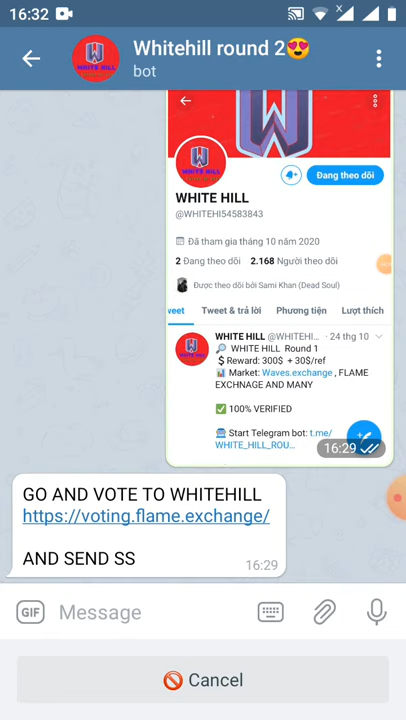 16:32
Whitehill round 2😍
bot
WHITE HILL
Đang theo dõi
WHITE HILL
@WHITEHI54583843
Đã tham gia tháng 10 năm 2020
2 Đang theo dõi 2.168 Người theo dõi
Được theo dõi bởi Sami Khan (Dead Soul)
weet Tweet & trả lời Phương tiện Lượt thích
WHITE HILL @WHITEHI... · 24 thg 10
🔎 WHITE HILL Round 1
💲Reward: 300$ + 30$/ref
📊 Market: Waves.exchange , FLAME
EXCHNAGE AND MANY
✅ 100% VERIFIED
Start Telegram bot: t.me/
WHITE_HILL_ROU...
16:29
GO AND VOTE TO WHITEHILL
https://voting.flame.exchange/
AND SEND SS
16:29
GIF Message
🚫 Cancel